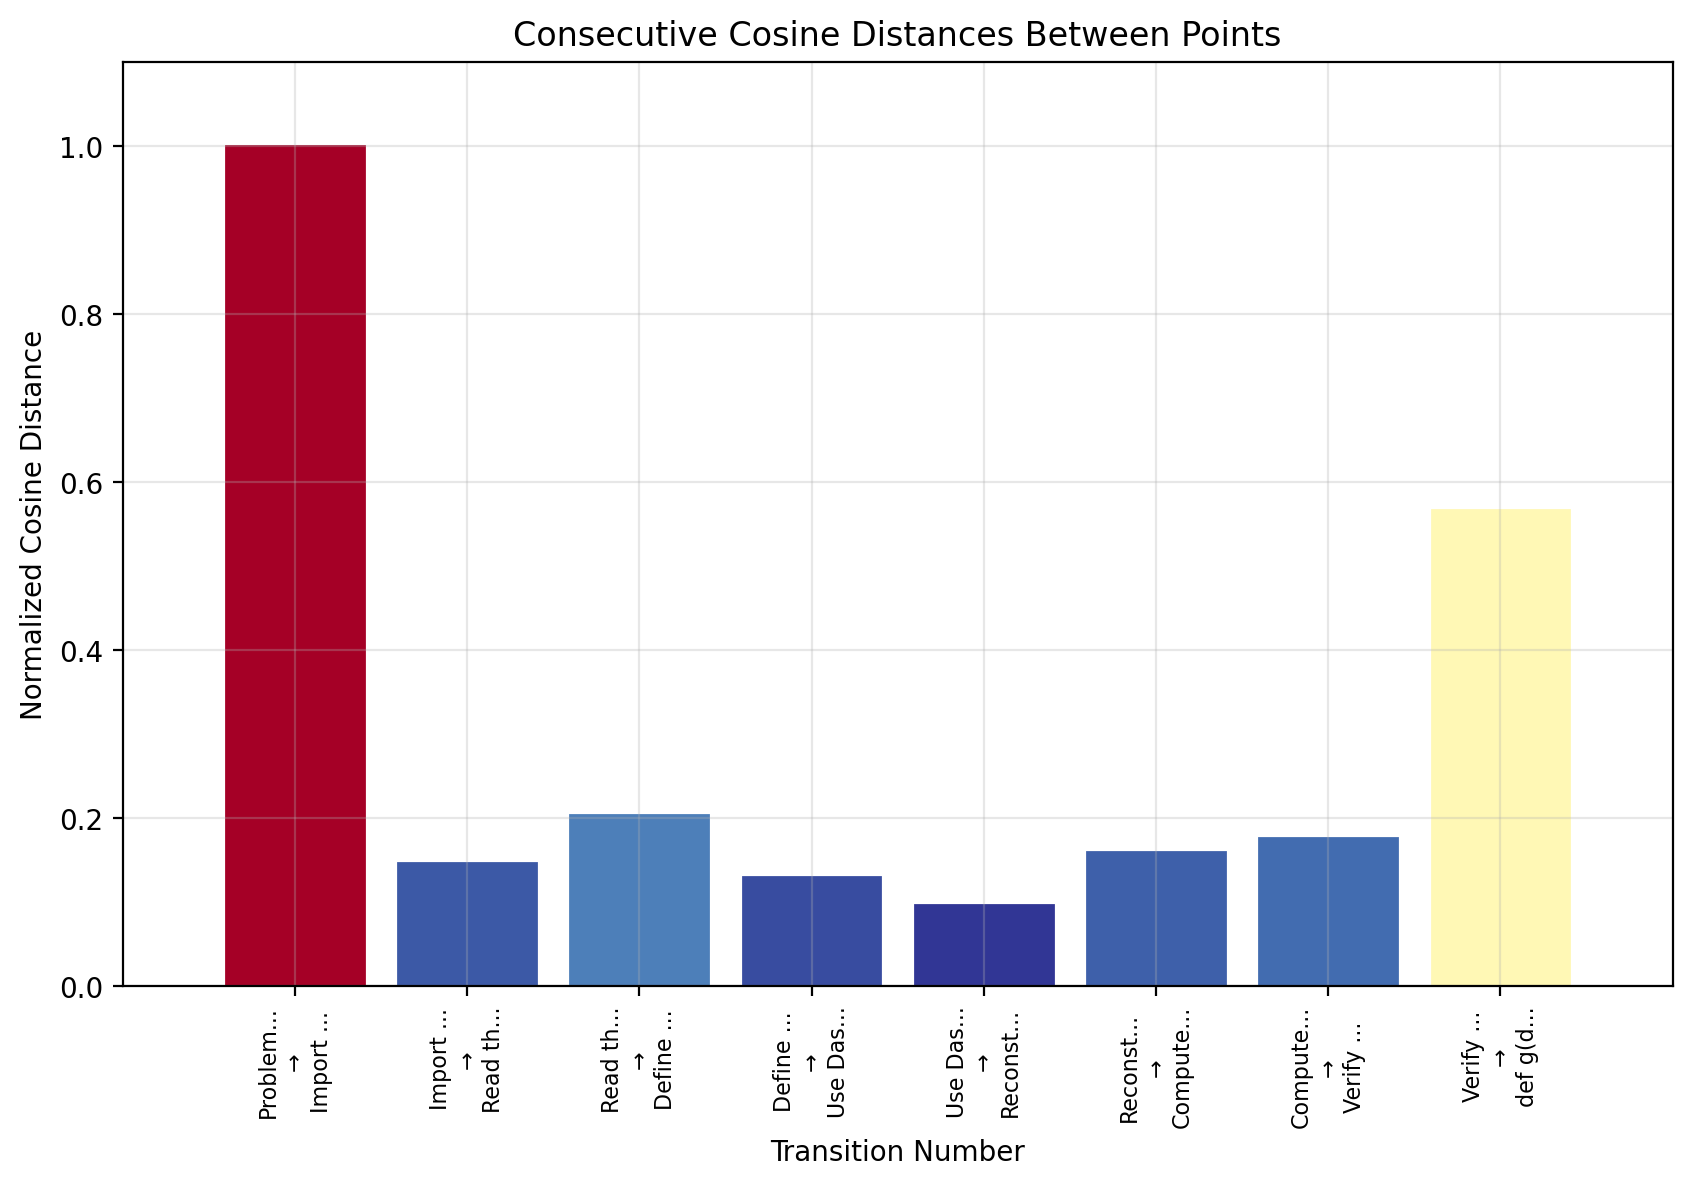 Consecutive Cosine Distances Between Points
Normalized Cosine Distance
1.0
0.8
0.6
0.4
0.2
0.0
Problem...
→
Import ...
Import ...
→
Read th...
Read th...
→
Define ...
Define ...
→
Use Das...
Use Das...
→
Reconst...
Reconst...
→
Compute...
Compute...
→
Verify ...
Verify ...
→
def g(d...
Transition Number